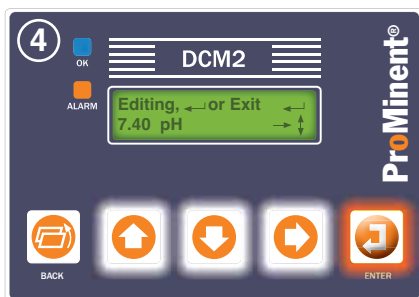 4
OK
DCM2
ALARM
Editing, ↵ or Exit ↵
7.40 pH → ↕
ProMinent®
BACK
ENTER